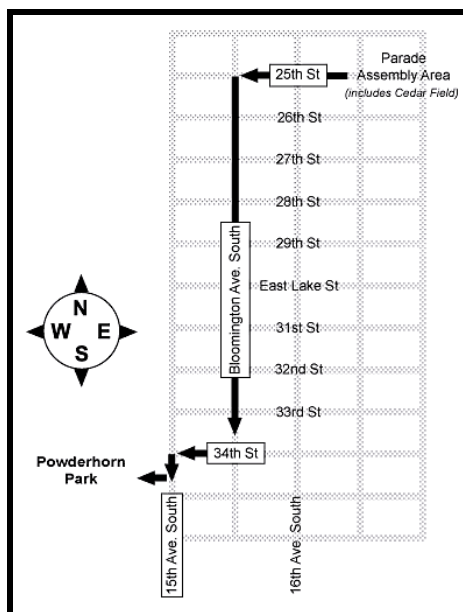 Parade
Assembly Area
(includes Cedar Field)
25th St
26th St
27th St
28th St
29th St
East Lake St
31st St
32nd St
33rd St
34th St
Bloomington Ave. South
N
W E
S
Powderhorn
Park
15th Ave. South
16th Ave. South